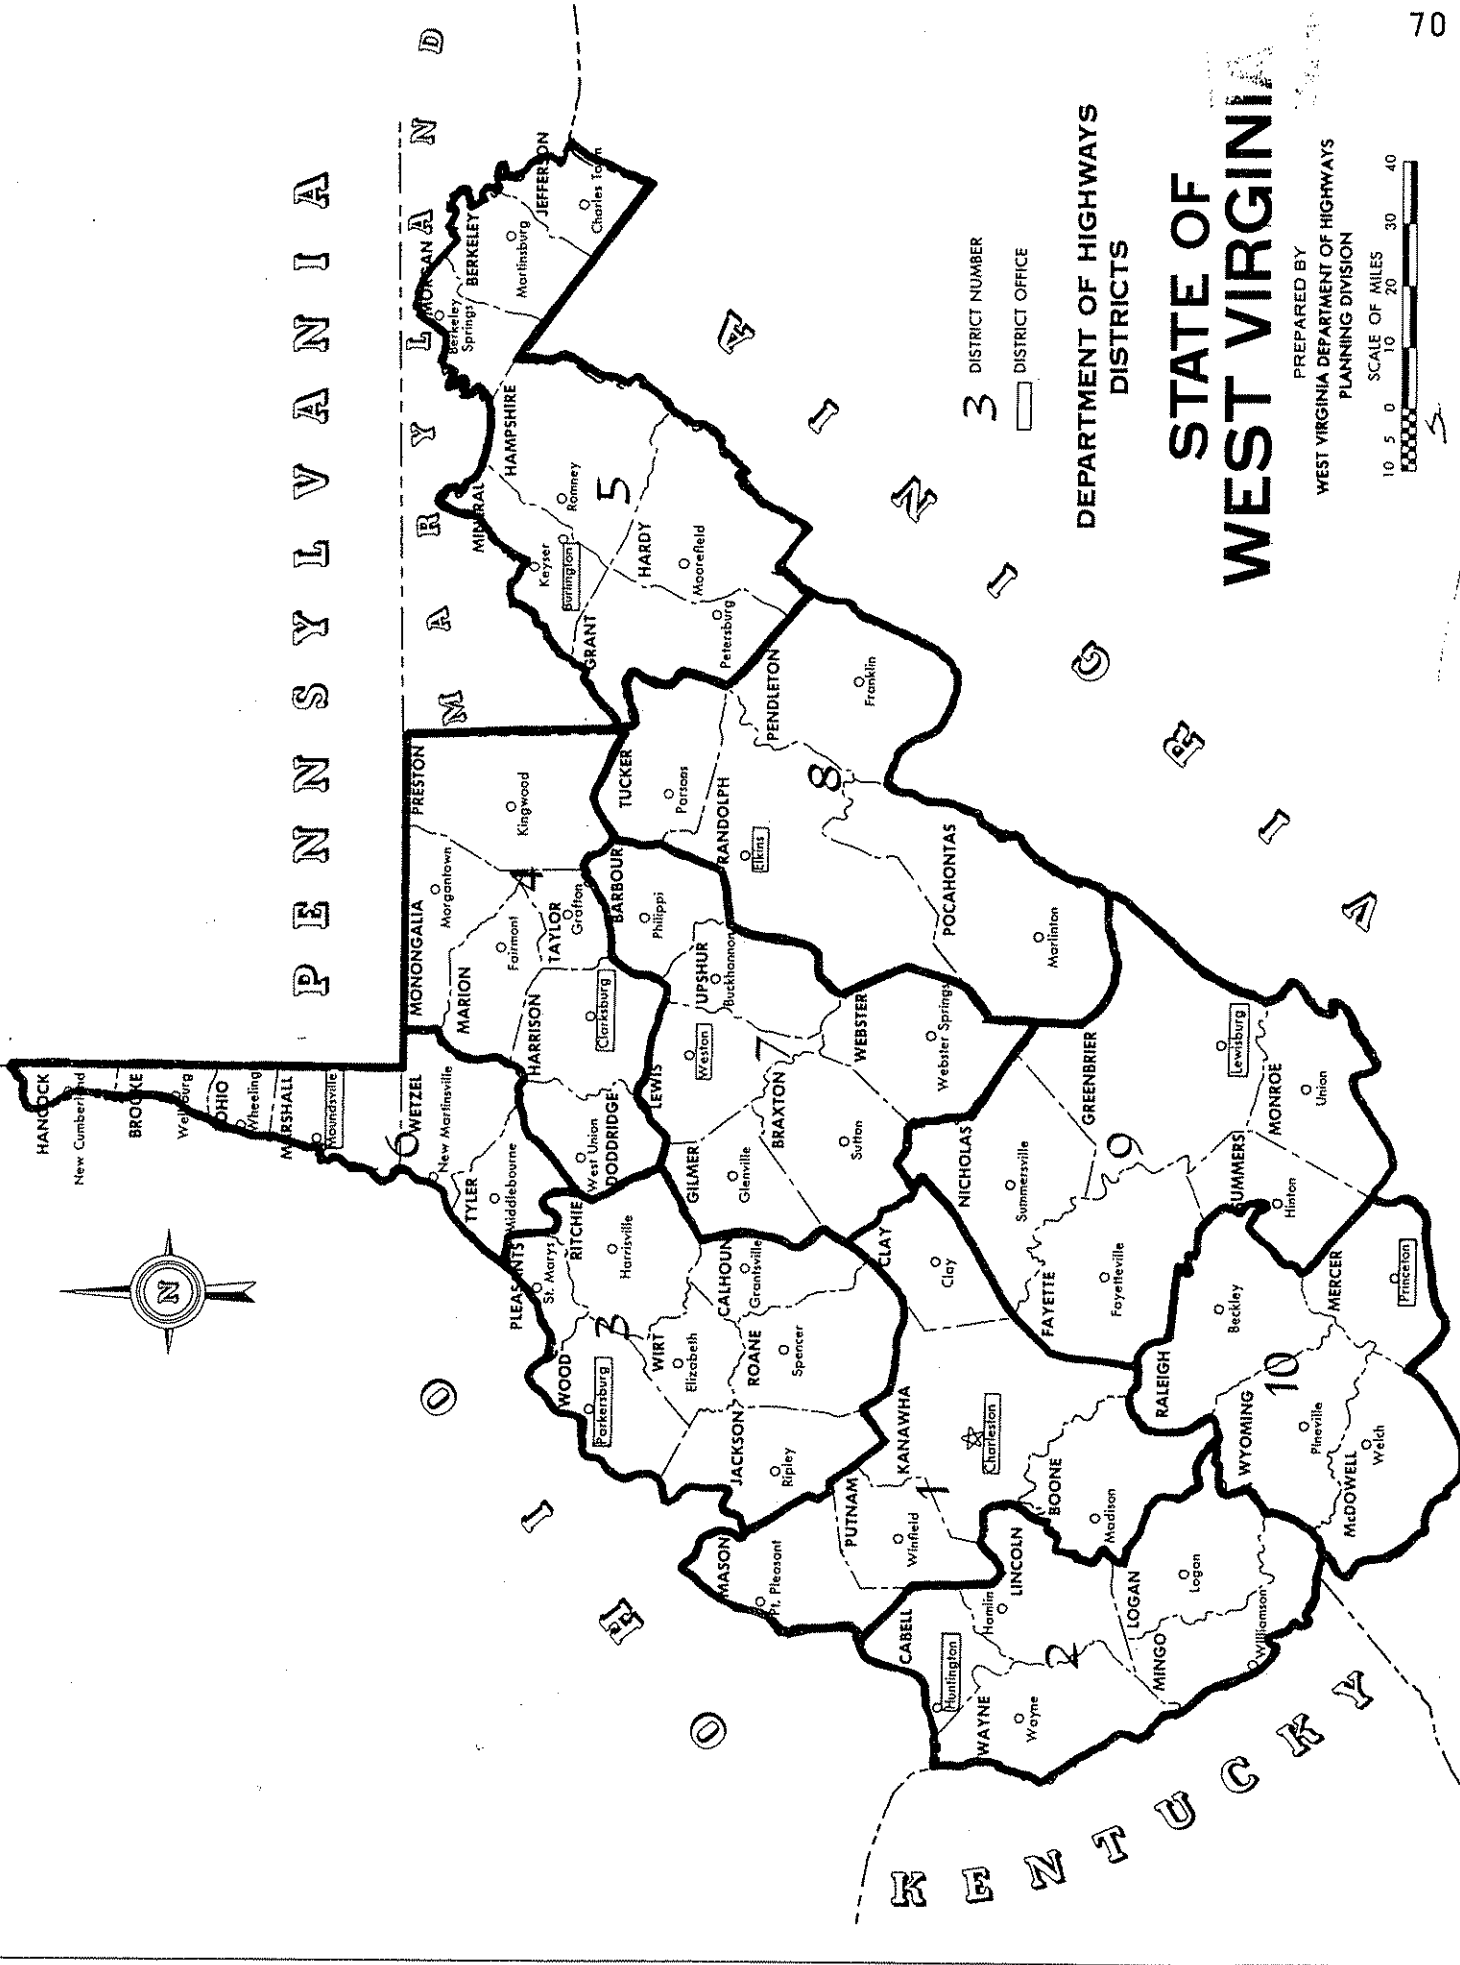 70
PENNSYLVANIA
MARYLAND
OHIO
KENTUCKY
VIRGINIA
N
HANCOCK
New Cumberland
BROOKE
Wellsburg
OHIO
Wheeling
MARSHALL
Moundsville
WETZEL
6
New Martinsville
TYLER
Middlebourne
MONONGALIA
Morgantown
PRESTON
Kingwood
MARION
Fairmont
4
TAYLOR
Grafton
HARRISON
Clarksburg
DODDRIDGE
West Union
PLEASANTS
St. Marys
RITCHIE
Harrisville
WOOD
Parkersburg
3
WIRT
Elizabeth
CALHOUN
Grantsville
ROANE
Spencer
JACKSON
Ripley
MORGAN
Berkeley
Springs
BERKELEY
Martinsburg
JEFFERSON
Charles Town
HAMPSHIRE
Romney
MINERAL
Keyser
Burlington
5
GRANT
Petersburg
HARDY
Moorefield
TUCKER
Parsons
RANDOLPH
Elkins
PENDLETON
Franklin
8
POCAHONTAS
Marlinton
BARBOUR
Philippi
UPSHUR
Buckhannon
LEWIS
Weston
7
GILMER
Glenville
BRAXTON
Sutton
WEBSTER
Webster Springs
MASON
Pt. Pleasant
PUTNAM
Winfield
1
KANAWHA
Charleston
CLAY
Clay
BOONE
Madison
CABELL
Huntington
WAYNE
Wayne
2
LINCOLN
Hamlin
LOGAN
Logan
MINGO
Williamson
NICHOLAS
Summersville
FAYETTE
Fayetteville
9
GREENBRIER
Lewisburg
MONROE
Union
SUMMERS
Hinton
RALEIGH
Beckley
10
WYOMING
Pineville
McDOWELL
Welch
MERCER
Princeton
3 DISTRICT NUMBER
DISTRICT OFFICE
DEPARTMENT OF HIGHWAYS
DISTRICTS
STATE OF
WEST VIRGINIA
PREPARED BY
WEST VIRGINIA DEPARTMENT OF HIGHWAYS
PLANNING DIVISION
SCALE OF MILES
10 5 0 10 20 30 40
5